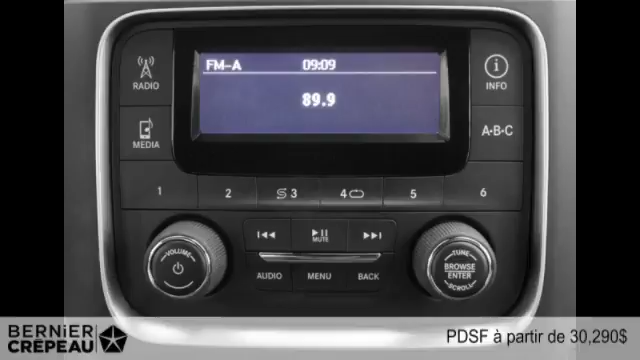 FM-A 09:09
89.9
RADIO
INFO
MEDIA
A-B-C
1 2 3 4 5 6
MUTE
VOLUME
AUDIO MENU BACK
TUNE
BROWSE
ENTER
SCROLL
BERNIER
CRÉPEAU
PDSF à partir de 30,290$